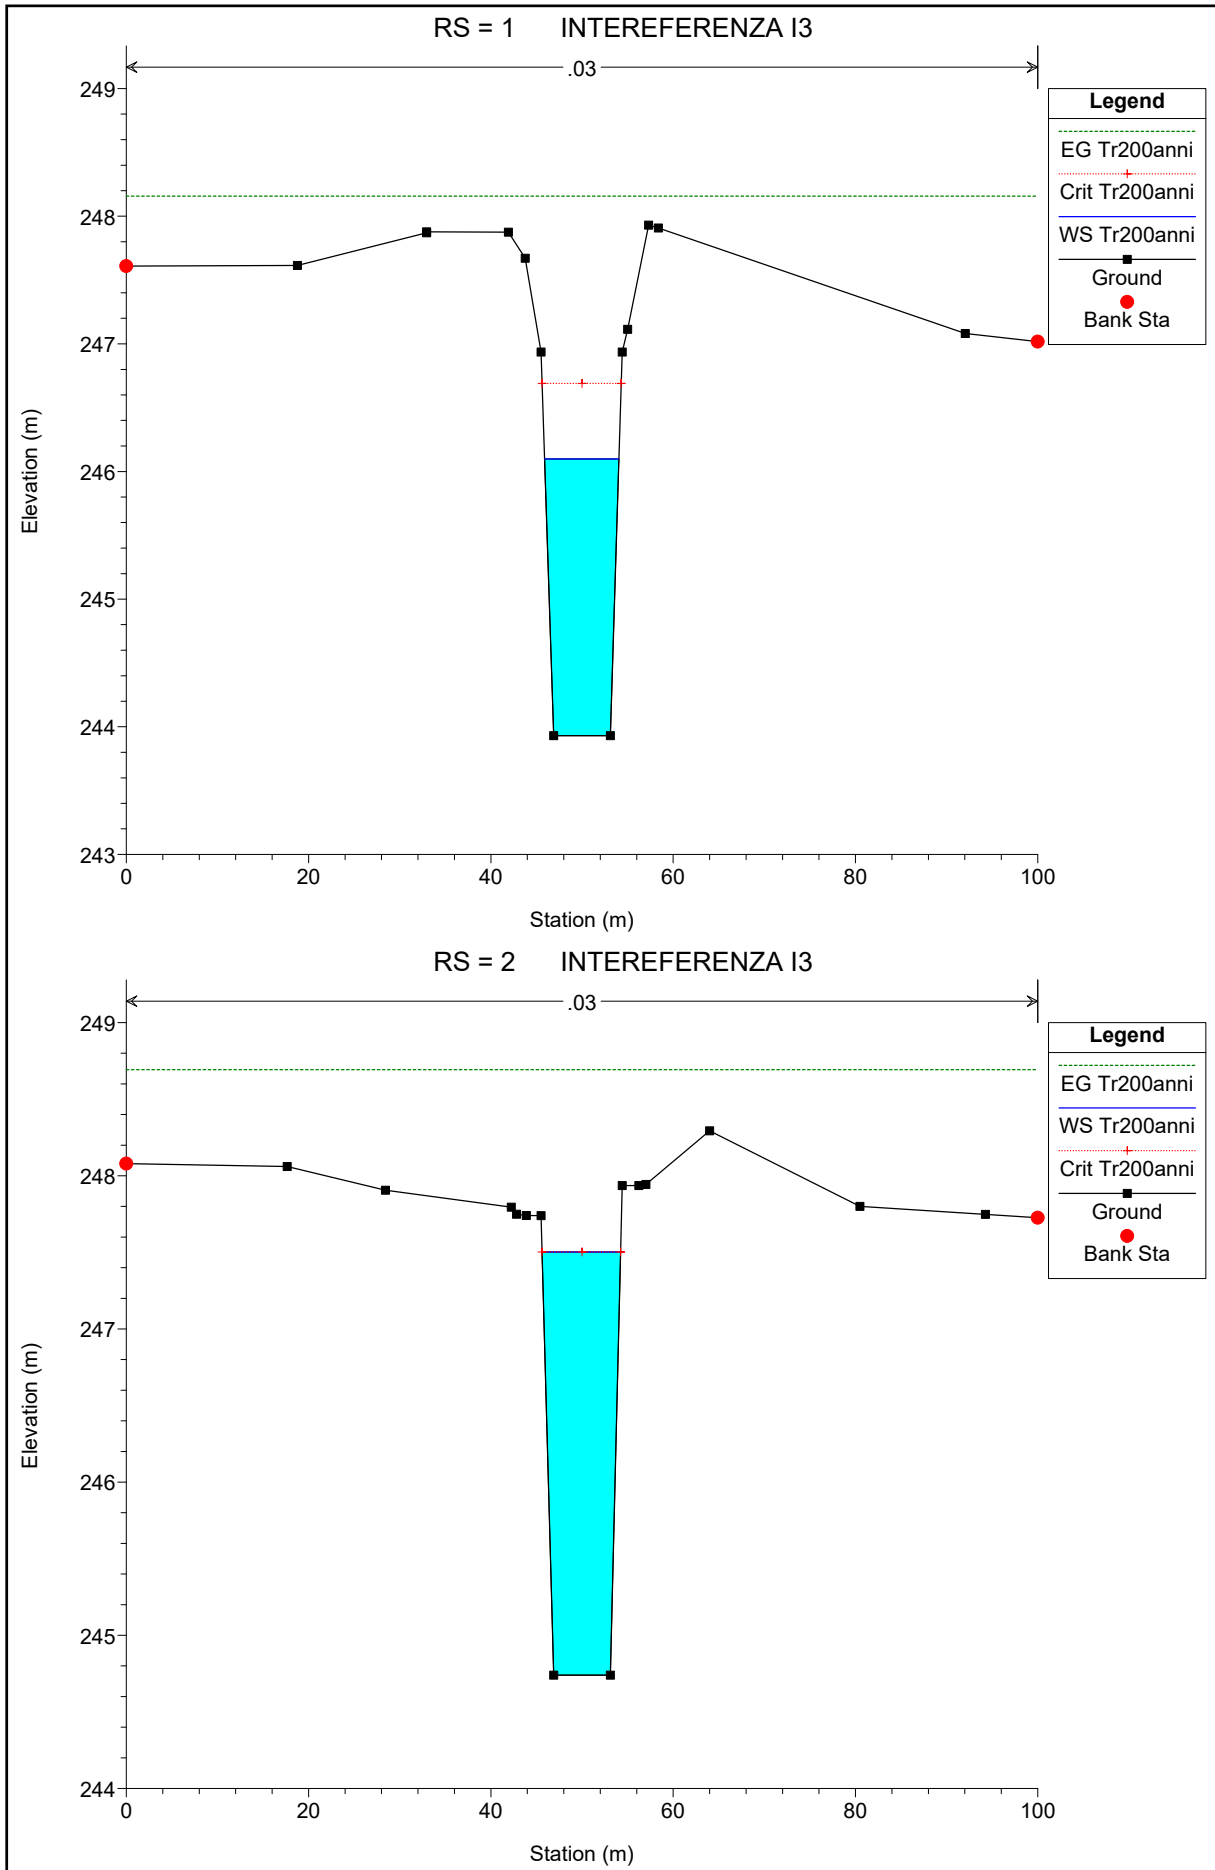 RS = 1 INTEREFERENZA I3
.03
249
248
247
246
245
244
243
0 20 40 60 80 100
Elevation (m)
Station (m)
Legend
EG Tr200anni
Crit Tr200anni
WS Tr200anni
Ground
Bank Sta
RS = 2 INTEREFERENZA I3
.03
249
248
247
246
245
244
0 20 40 60 80 100
Elevation (m)
Station (m)
Legend
EG Tr200anni
WS Tr200anni
Crit Tr200anni
Ground
Bank Sta